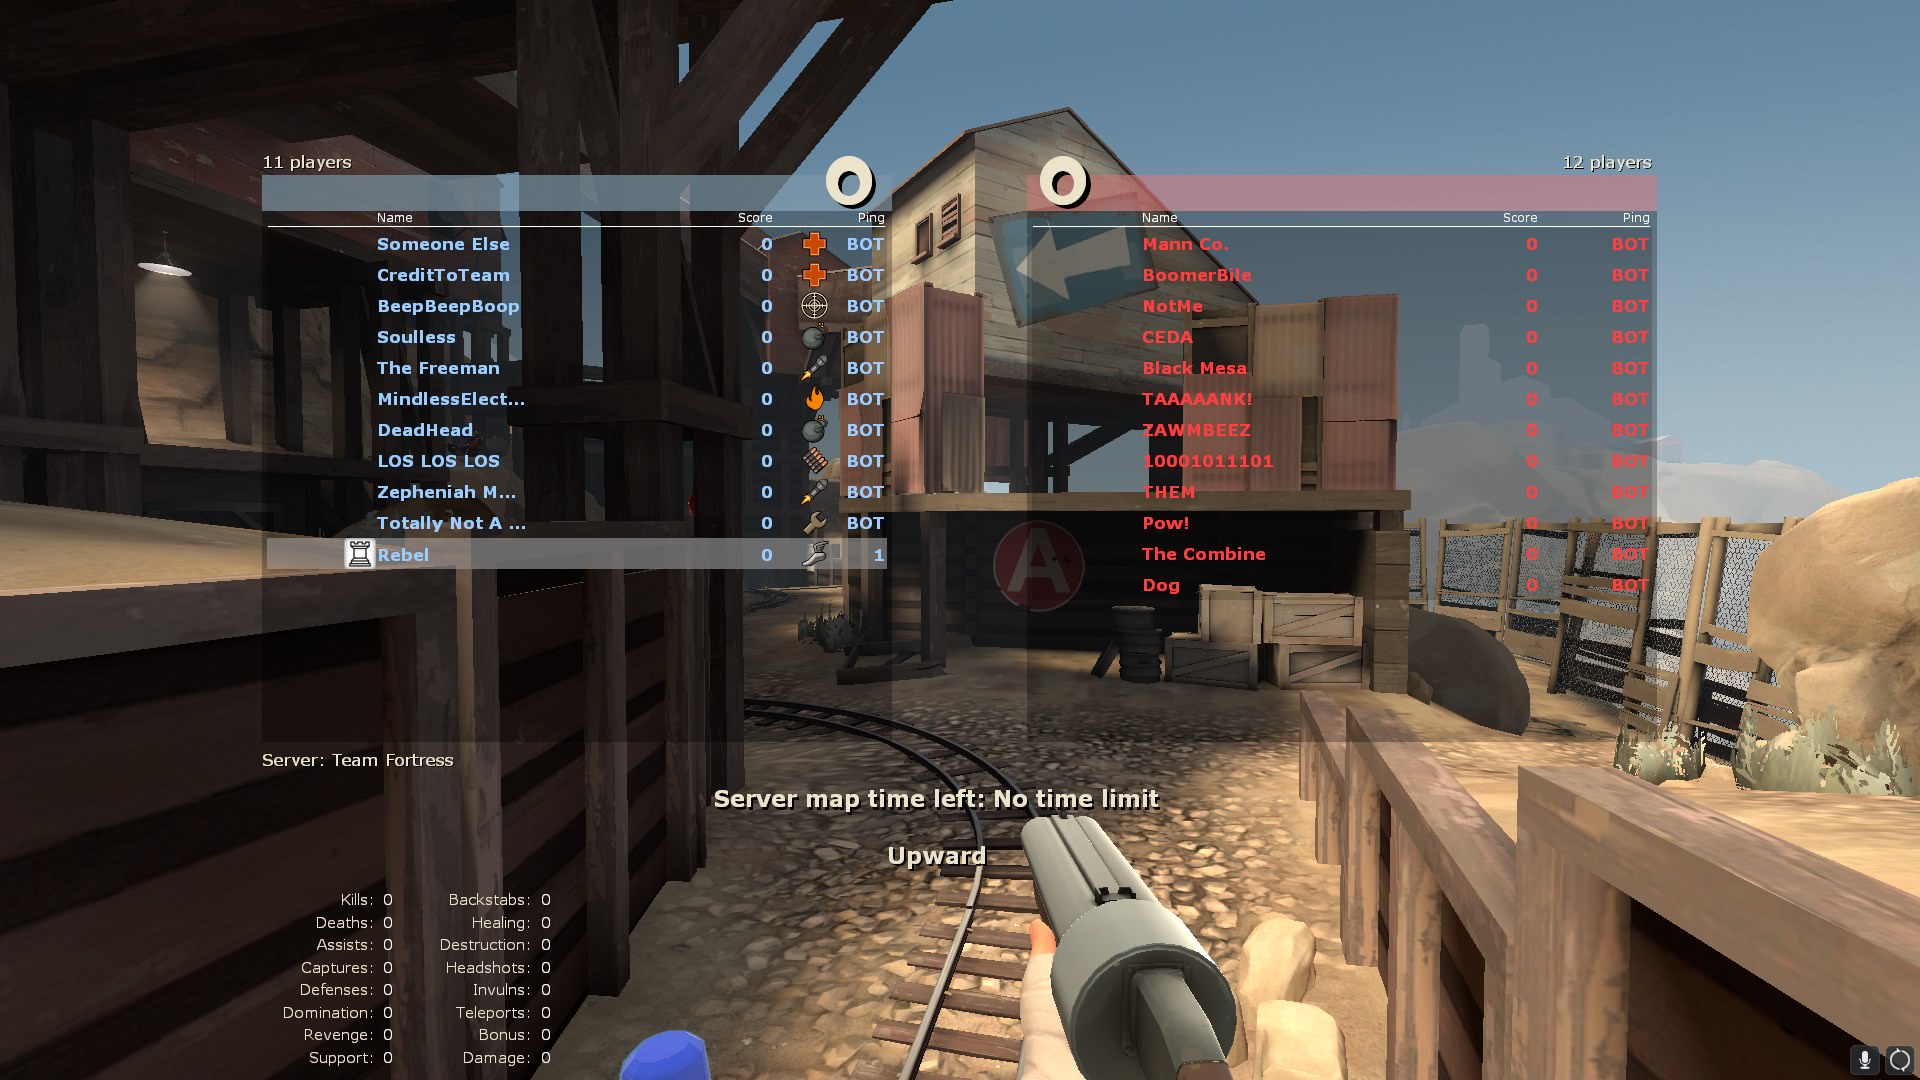 11 players
12 players
0
0
Name Score Ping
Someone Else 0 BOT
CreditToTeam 0 BOT
BeepBeepBoop 0 BOT
Soulless 0 BOT
The Freeman 0 BOT
MindlessElect... 0 BOT
DeadHead 0 BOT
LOS LOS LOS 0 BOT
Zepheniah M... 0 BOT
Totally Not A ... 0 BOT
Rebel 0 1
Name Score Ping
Mann Co. 0 BOT
BoomerBile 0 BOT
NotMe 0 BOT
CEDA 0 BOT
Black Mesa 0 BOT
TAAAAANK! 0 BOT
ZAWMBEEZ 0 BOT
10001011101 0 BOT
THEM 0 BOT
Pow! 0 BOT
The Combine 0 BOT
Dog 0 BOT
A
Server: Team Fortress
Server map time left: No time limit
Upward
Kills: 0 Backstabs: 0
Deaths: 0 Healing: 0
Assists: 0 Destruction: 0
Captures: 0 Headshots: 0
Defenses: 0 Invulns: 0
Domination: 0 Teleports: 0
Revenge: 0 Bonus: 0
Support: 0 Damage: 0